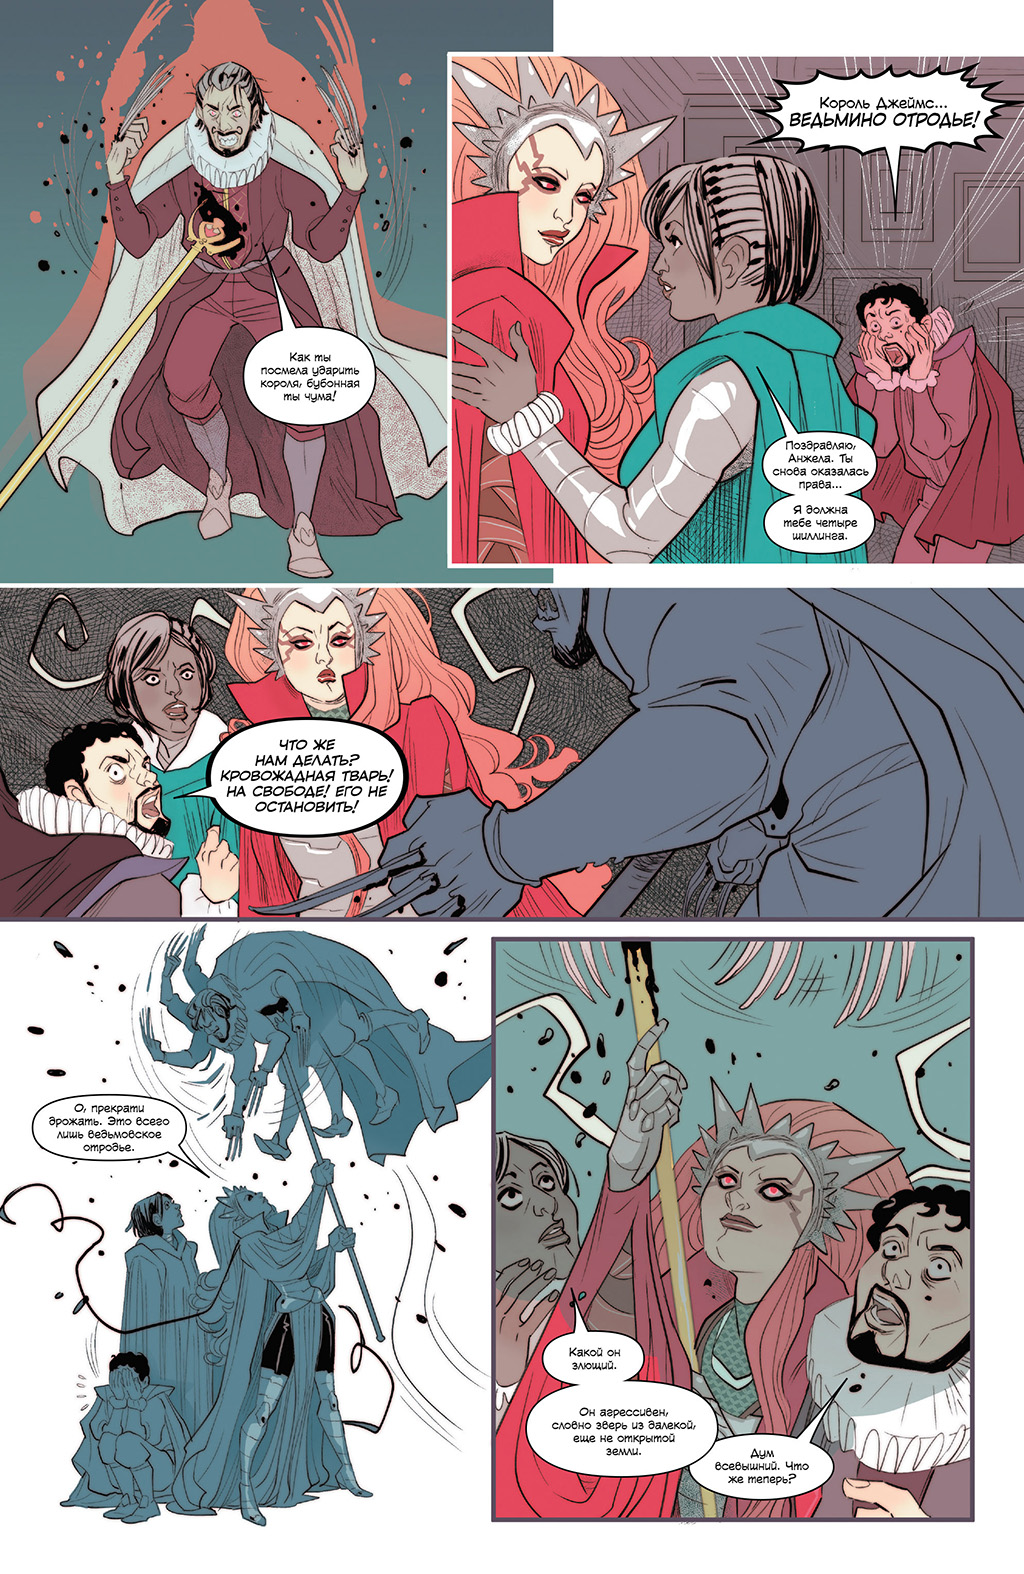 Как ты
посмела ударить
короля, бубонная
ты чума!
Король Джеймс...
ВЕДЬМИНО ОТРОДЬЕ!
Поздравляю,
Анжела. Ты
снова оказалась
права...
Я должна
тебе четыре
шиллинга.
ЧТО ЖЕ
НАМ ДЕЛАТЬ?
КРОВОЖАДНАЯ ТВАРЬ!
НА СВОБОДЕ! ЕГО НЕ
ОСТАНОВИТЬ!
О, прекрати
дрожать. Это всего
лишь ведьмовское
отродье.
Какой он
злющий.
Он агрессивен,
словно зверь из далекой,
еще не открытой
земли.
Дум
всевышний. Что
же теперь?